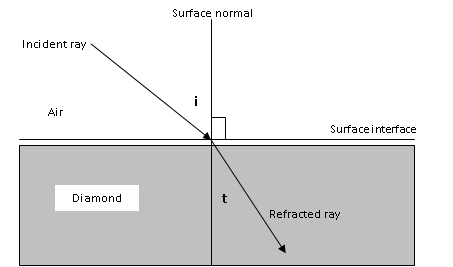 Surface normal
Incident ray
i
Air
Surface interface
Diamond
t
Refracted ray